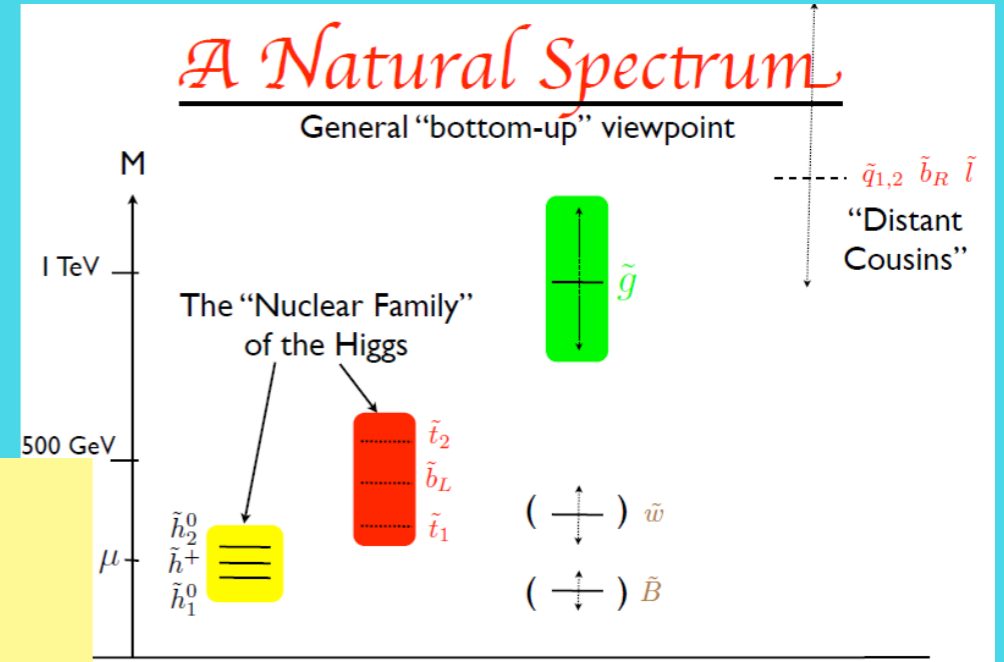 A Natural Spectrum
General “bottom-up” viewpoint
M
q̃1,2 b̃R l̃
“Distant
Cousins”
1 TeV
g̃
The “Nuclear Family”
of the Higgs
500 GeV
t̃2
b̃L
t̃1
( ) w̃
h̃⁰2
μ h̃⁺
h̃⁰1
( ) B̃